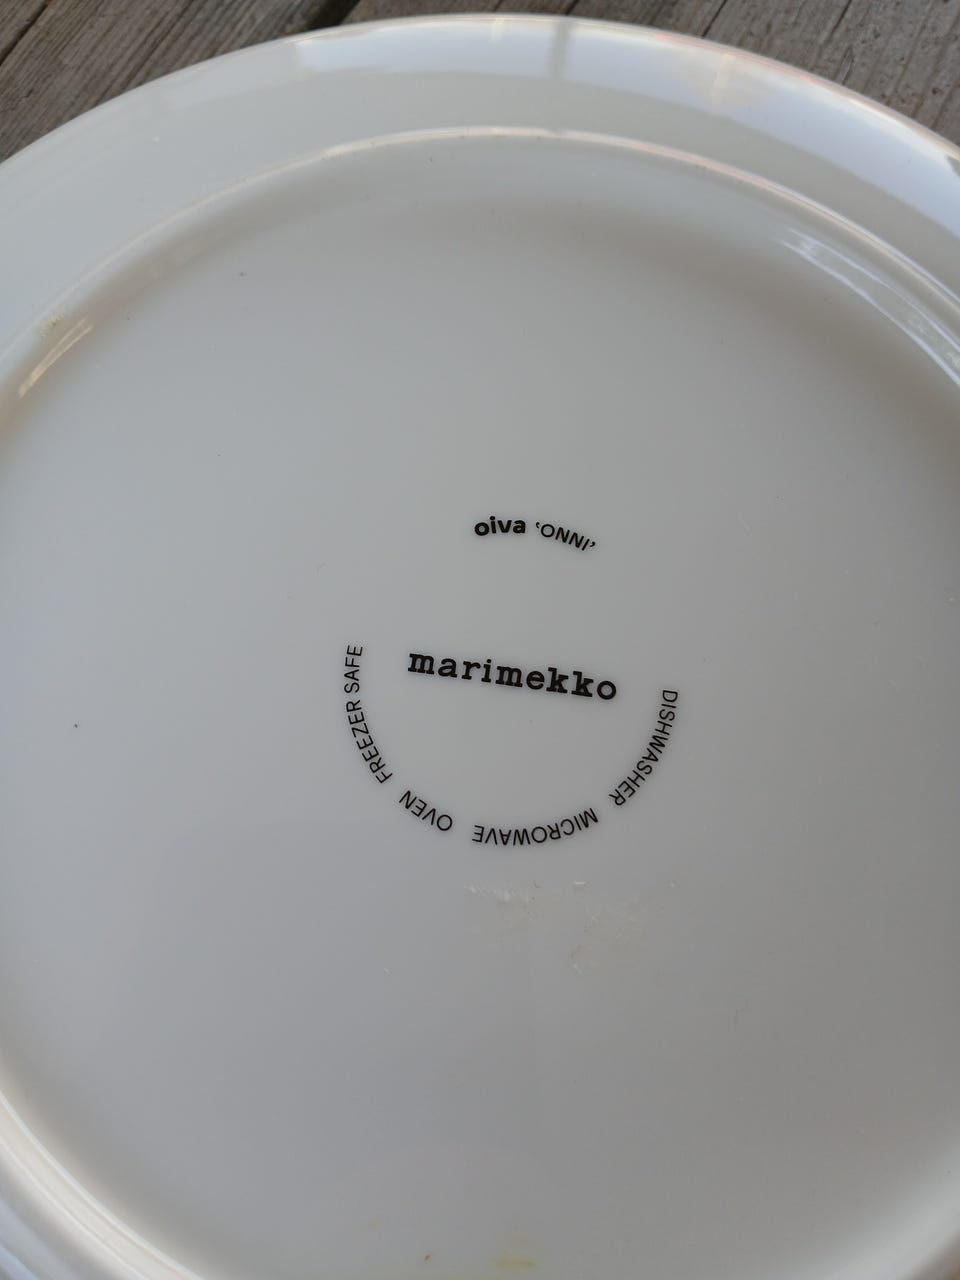 oiva 'ONNI'
marimekko
DISHWASHER MICROWAVE OVEN FREEZER SAFE